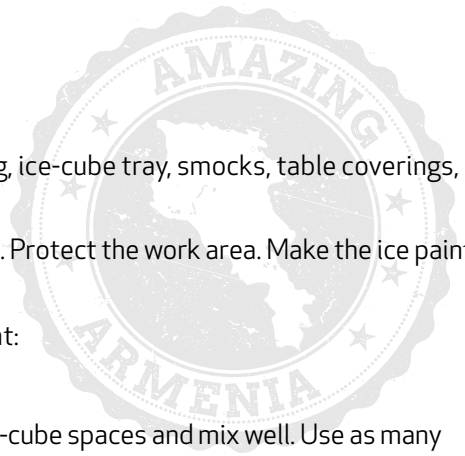 AMAZING
g, ice-cube tray, smocks, table coverings,
. Protect the work area. Make the ice paint
t:
ARMENIA
-cube spaces and mix well. Use as many